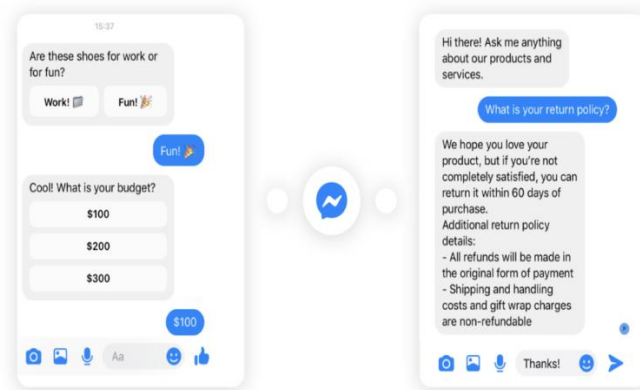 16:37
Are these shoes for work or
for fun?
Work! Fun! 🎉
Fun! 🎉
Cool! What is your budget?
$100
$200
$300
$100
Aa
Hi there! Ask me anything
about our products and
services.
What is your return policy?
We hope you love your
product, but if you're not
completely satisfied, you can
return it within 60 days of
purchase.
Additional return policy
details:
- All refunds will be made in
the original form of payment
- Shipping and handling
costs and gift wrap charges
are non-refundable
Thanks!